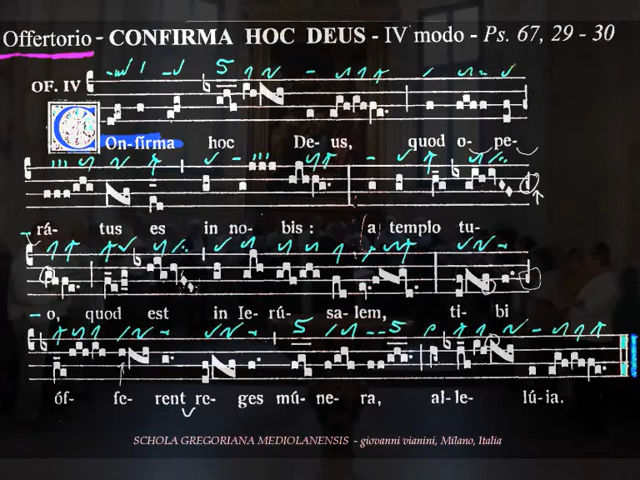 Offertorio - CONFIRMA HOC DEUS - IV modo - Ps. 67, 29 - 30
OF. IV
COn-firma hoc De- us, quod o- pe-
rá- tus es in no- bis : a templo tu-
o, quod est in Ie- rú- sa- lem, ti- bi
óf- fe- rent re- ges mú- ne- ra, al- le- lú- ia.
SCHOLA GREGORIANA MEDIOLANENSIS - giovanni vianini, Milano, Italia